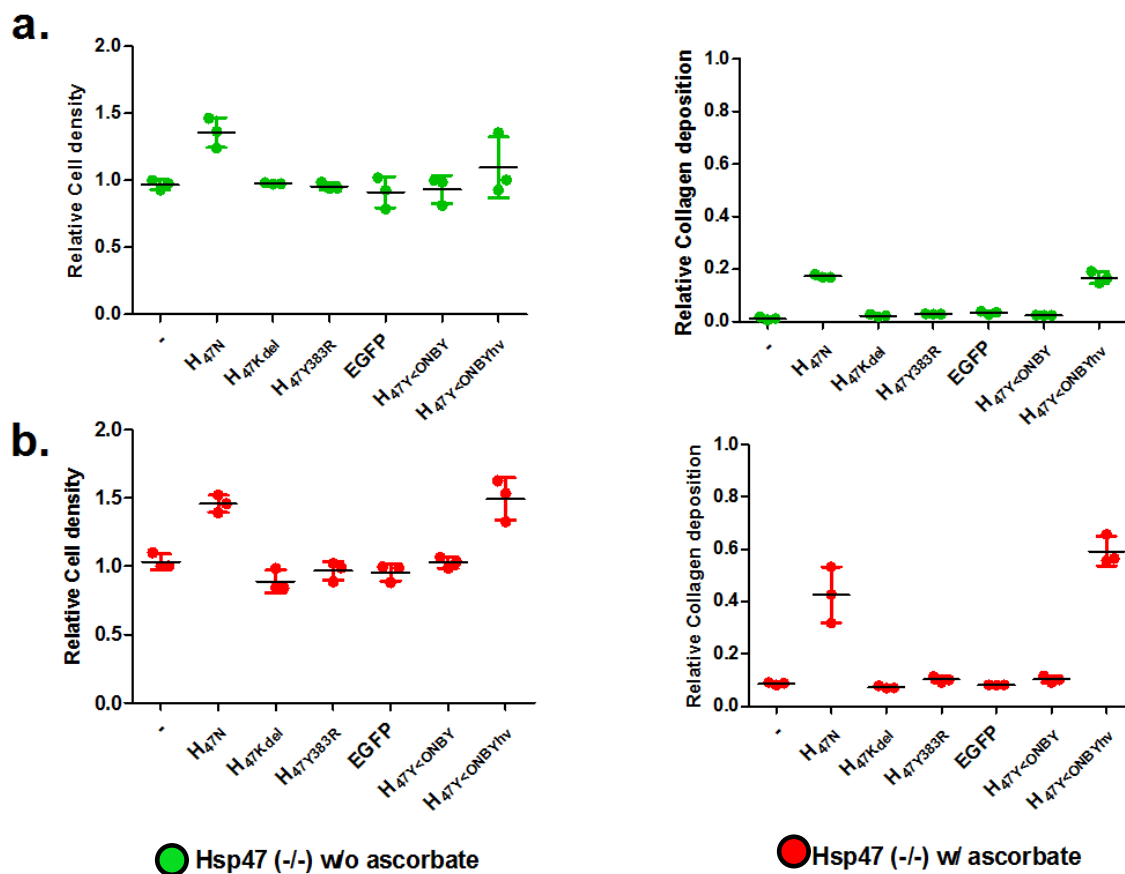 a.
Relative Cell density
2.0
1.5
1.0
0.5
0.0
-
H47N
H47Kdel
H47Y383R
EGFP
H47Y<ONBY
H47Y<ONBYhv
Relative Collagen deposition
1.0
0.8
0.6
0.4
0.2
0.0
-
H47N
H47Kdel
H47Y383R
EGFP
H47Y<ONBY
H47Y<ONBYhv
b.
Relative Cell density
2.0
1.5
1.0
0.5
0.0
-
H47N
H47Kdel
H47Y383R
EGFP
H47Y<ONBY
H47Y<ONBYhv
Relative Collagen deposition
1.0
0.8
0.6
0.4
0.2
0.0
-
H47N
H47Kdel
H47Y383R
EGFP
H47Y<ONBY
H47Y<ONBYhv
Hsp47 (-/-) w/o ascorbate
Hsp47 (-/-) w/ ascorbate